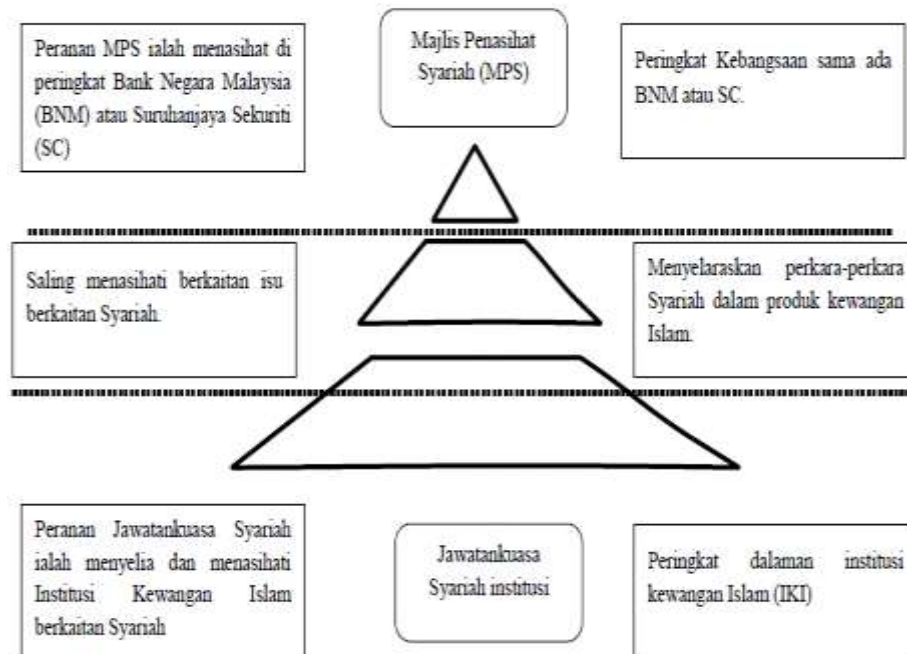 Peranan MPS ialah menasihat di
peringkat Bank Negara Malaysia
(BNM) atau Suruhanjaya Sekuriti
(SC)
Majlis Penasihat
Syariah (MPS)
Peringkat Kebangsaan sama ada
BNM atau SC.
Saling menasihati berkaitan isu
berkaitan Syariah.
Menyelaraskan perkara-perkara
Syariah dalam produk kewangan
Islam.
Peranan Jawatankuasa Syariah
ialah menyelia dan menasihati
Institusi Kewangan Islam
berkaitan Syariah
Jawatankuasa
Syariah institusi
Peringkat dalaman institusi
kewangan Islam (IKI)